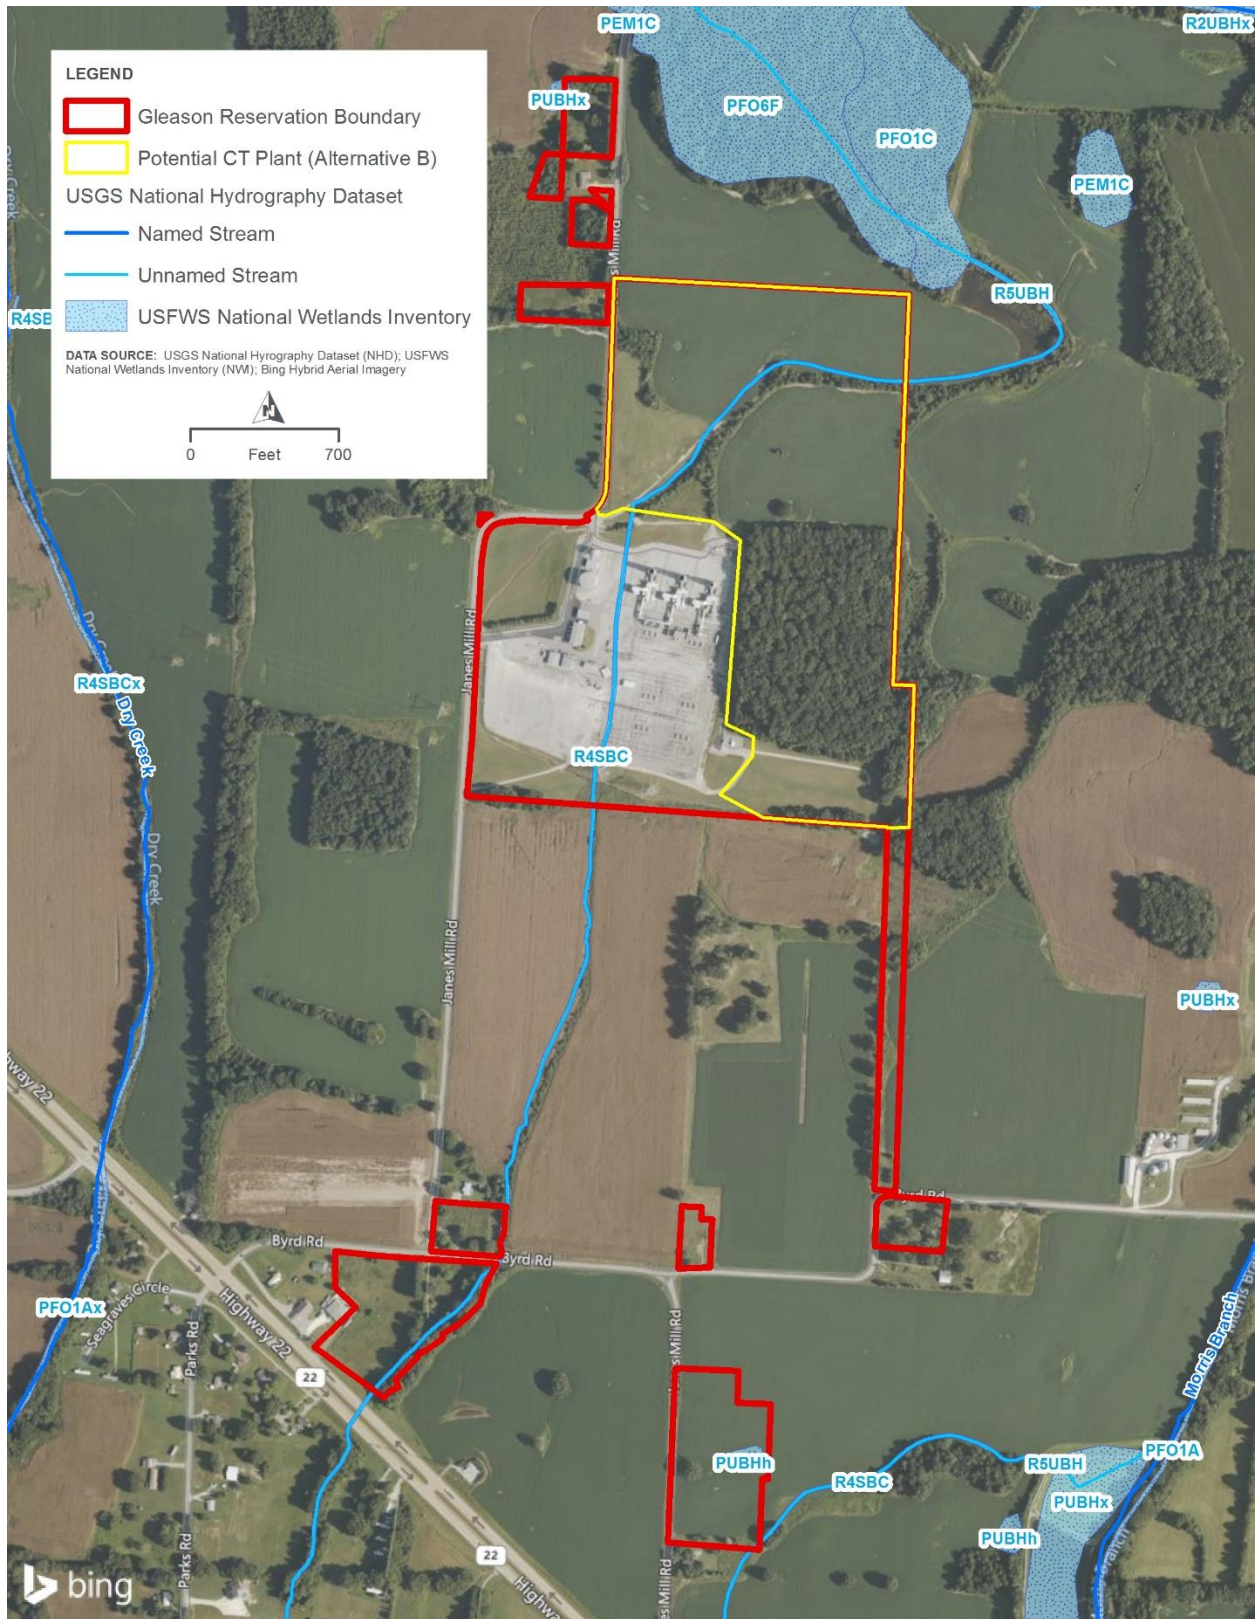 PEM1C
R2UBHx
LEGEND
Gleason Reservation Boundary
Potential CT Plant (Alternative B)
USGS National Hydrography Dataset
Named Stream
Unnamed Stream
USFWS National Wetlands Inventory
DATA SOURCE: USGS National Hyrography Dataset (NHD); USFWS
National Wetlands Inventory (NWI); Bing Hybrid Aerial Imagery
N
0 Feet 700
PUBHx
PFO6F
PFO1C
PEM1C
R5UBH
Janes Mill Rd
R4SBCx
Dry Creek
Dry Creek
R4SBC
Janes Mill Rd
PUBHx
Highway 22
Byrd Rd
Byrd Rd
Byrd Rd
Seagraves Circle
PFO1Ax
Parks Rd
Highway 22
22
Morris Branch
PUBHh
R4SBC
R5UBH
PFO1A
PUBHx
PUBHh
22
Parks Rd
Janes Mill Rd
bing